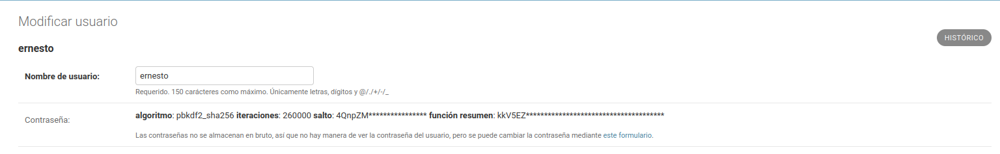 Modificar usuario
HISTÓRICO
ernesto
Nombre de usuario: ernesto
Requerido. 150 carácteres como máximo. Únicamente letras, dígitos y @/./+/-/_
Contraseña: algoritmo: pbkdf2_sha256 iteraciones: 260000 salto: 4QnpZM**************** función resumen: kkV5EZ**************************************
Las contraseñas no se almacenan en bruto, así que no hay manera de ver la contraseña del usuario, pero se puede cambiar la contraseña mediante este formulario.